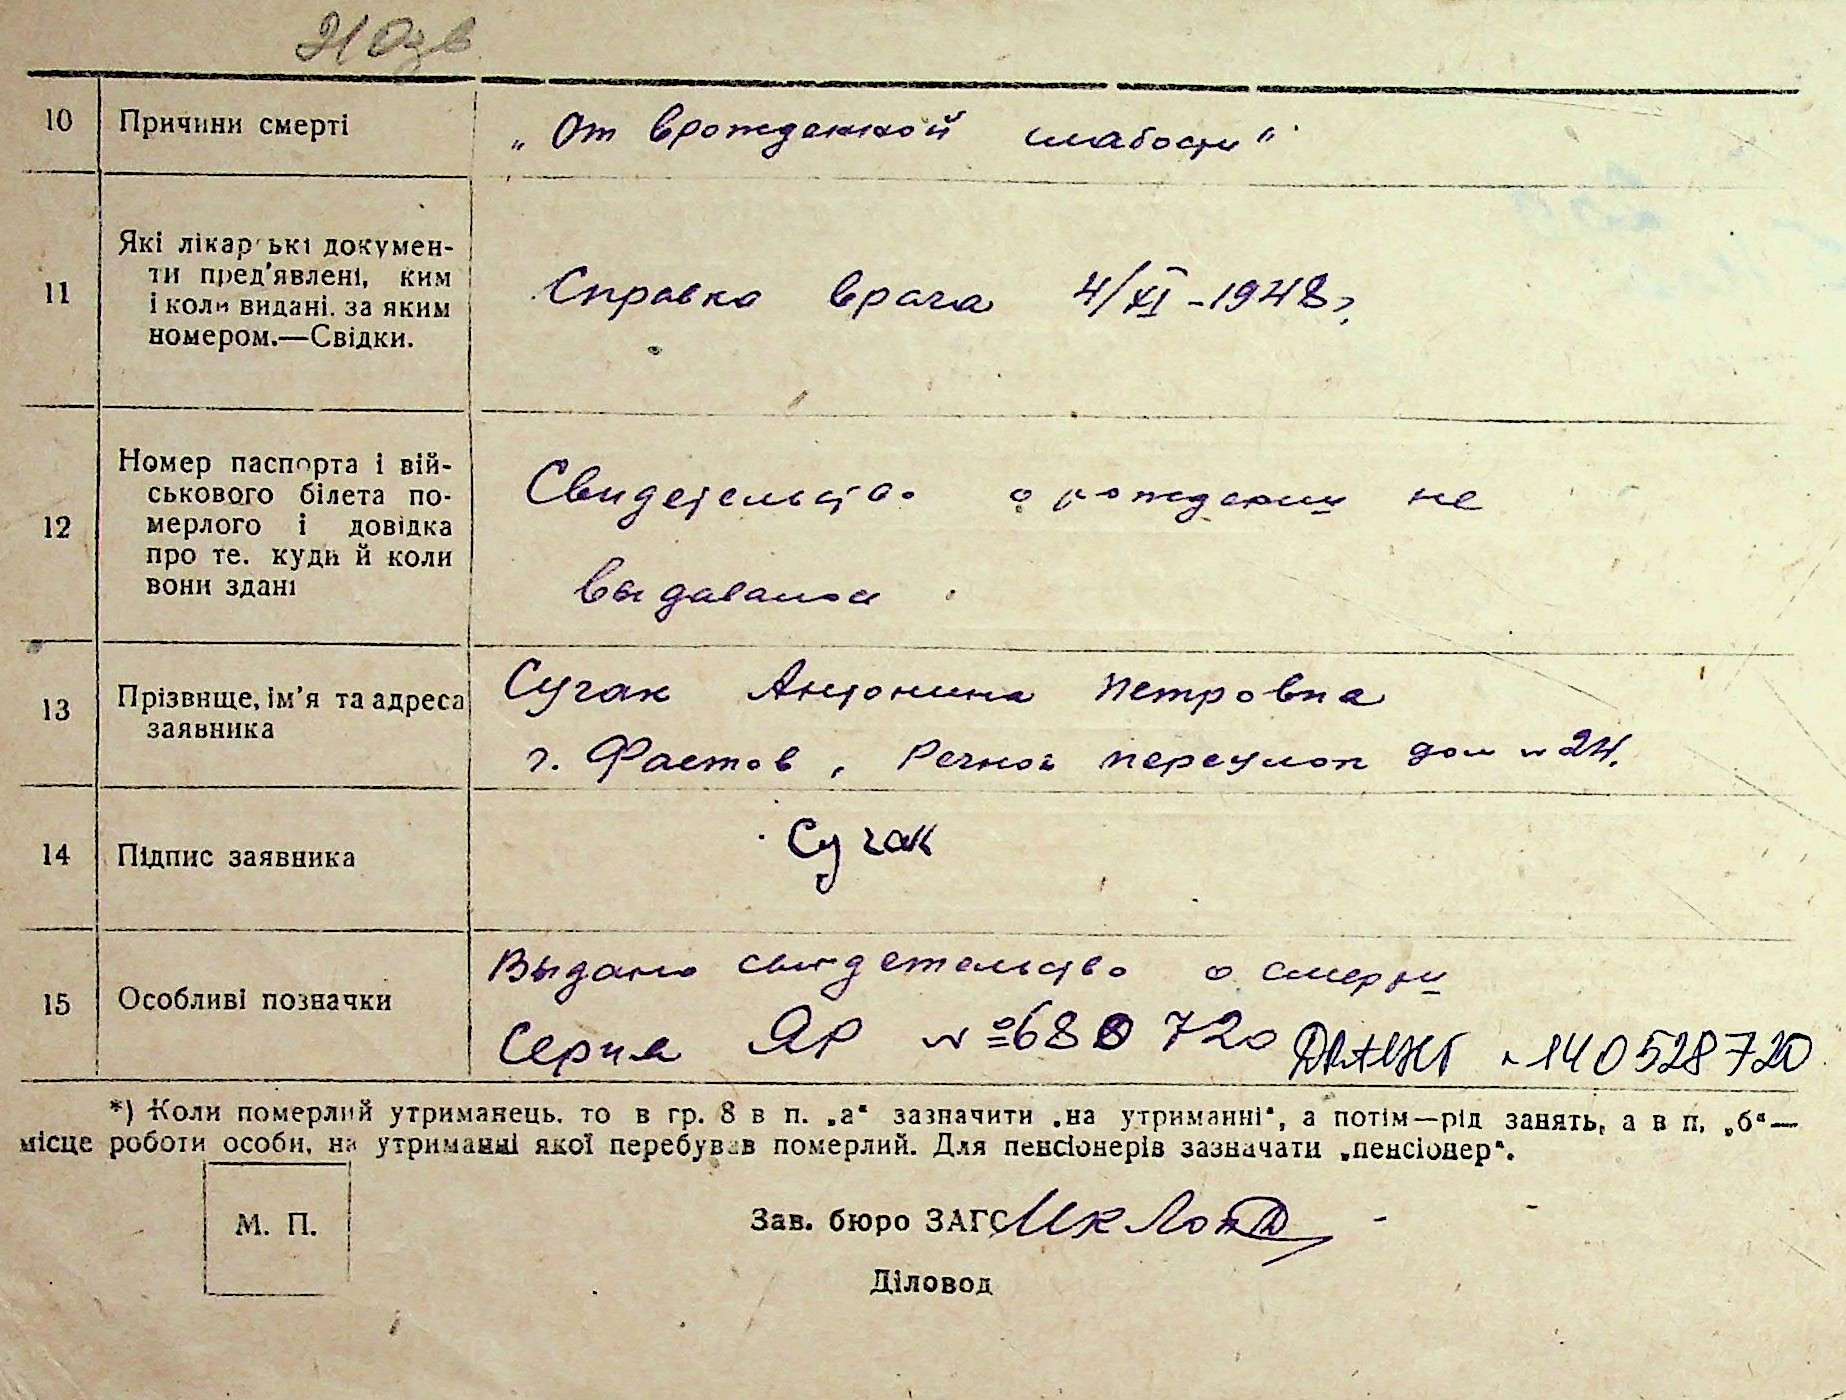 10 Причини смерті „От врожденной слабости"
11 Які лікарські докумен-
ти пред'явлені, ким
і коли видані, за яким
номером.—Свідки.
Справка врача 4/XI-1948г.
12 Номер паспорта і вій-
ськового білета по-
мерлого і довідка
про те, куди й коли
вони здані
Свидетельство о рождении не
выдавалось
13 Прізвище, ім'я та адреса
заявника
Сугак Антонина Петровна
г. Фастов, Речной переулок дом №24.
14 Підпис заявника Сугак
15 Особливі позначки
Выдано свидетельство о смерти
Серия ЯР № 680720 140528720
*) Коли померлий утриманець, то в гр. 8 в п. „а" зазначити „на утриманні", а потім—рід занять, а в п. „б"—
місце роботи особи, на утриманні якої перебував померлий. Для пенсіонерів зазначати „пенсіонер".
М. П.
Зав. бюро ЗАГС
Діловод